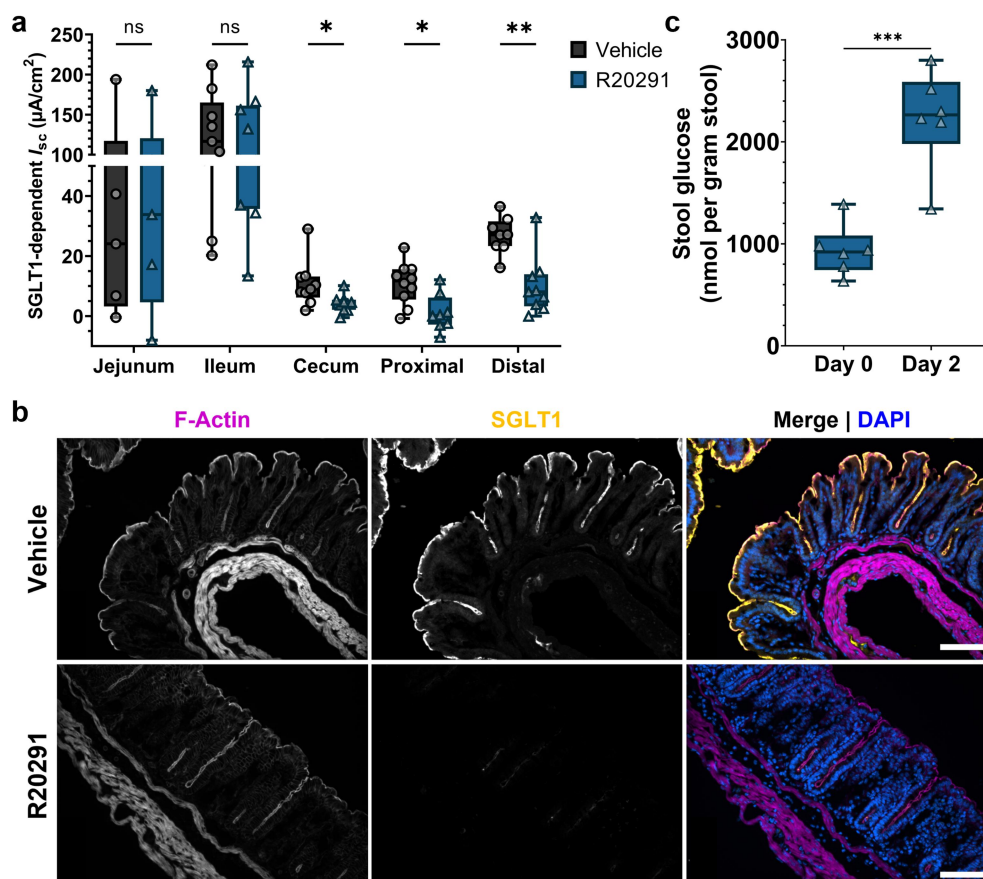 a
SGLT1-dependent Isc (µA/cm²)
250
200
150
100
40
20
0
ns
ns
*
*
**
Vehicle
R20291
Jejunum
Ileum
Cecum
Proximal
Distal
c
Stool glucose
(nmol per gram stool)
3000
2000
1000
0
***
Day 0
Day 2
b
F-Actin
SGLT1
Merge | DAPI
Vehicle
R20291